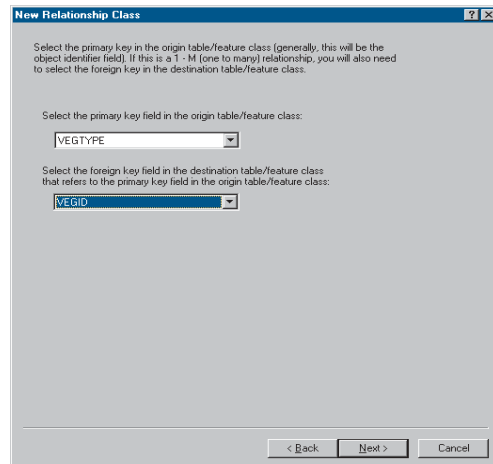 New Relationship Class
Select the primary key in the origin table/feature class (generally, this will be the
object identifier field). If this is a 1 - M (one to many) relationship, you will also need
to select the foreign key in the destination table/feature class.
Select the primary key field in the origin table/feature class:
VEGTYPE
Select the foreign key field in the destination table/feature class
that refers to the primary key field in the origin table/feature class:
VEGID
< Back Next > Cancel